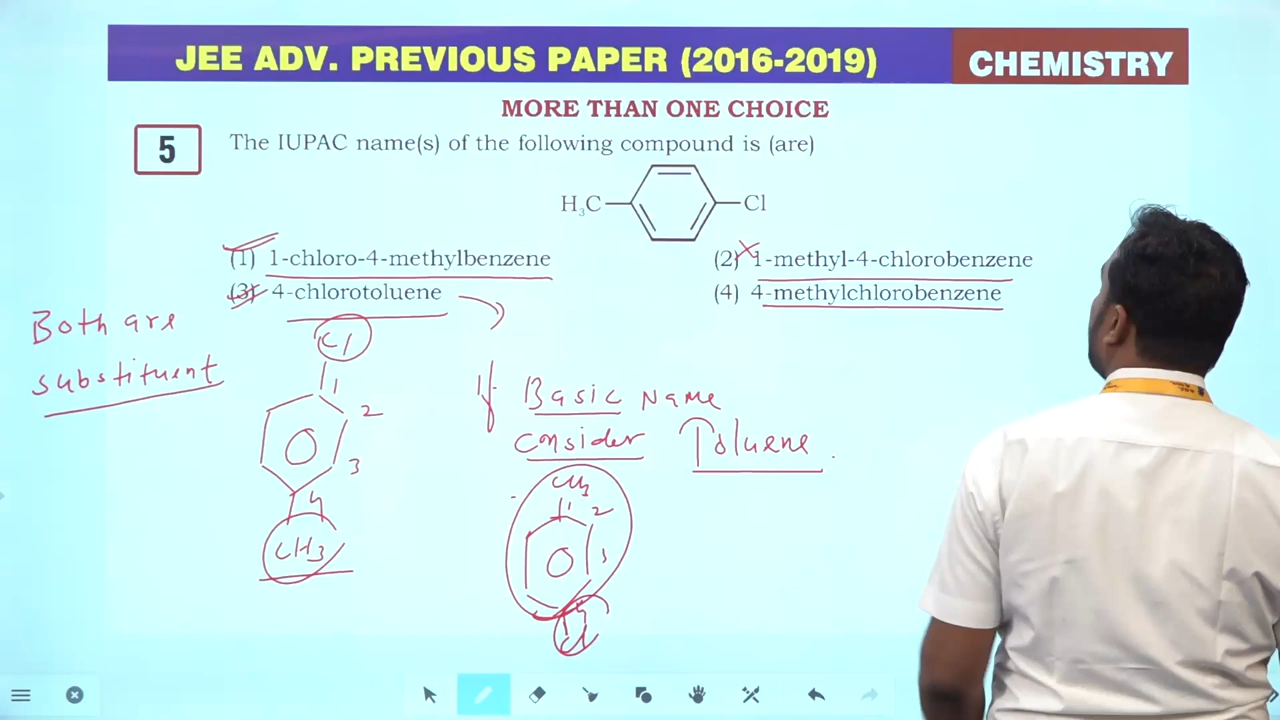 JEE ADV. PREVIOUS PAPER (2016-2019) CHEMISTRY
MORE THAN ONE CHOICE
5 The IUPAC name(s) of the following compound is (are)
H₃C Cl
(1) 1-chloro-4-methylbenzene (2) 1-methyl-4-chlorobenzene
(3) 4-chlorotoluene (4) 4-methylchlorobenzene
Both are
substituent
Cl
1
2
3
4
CH3
If Basic Name
consider Toluene.
CH3
1 2
3
4
Cl